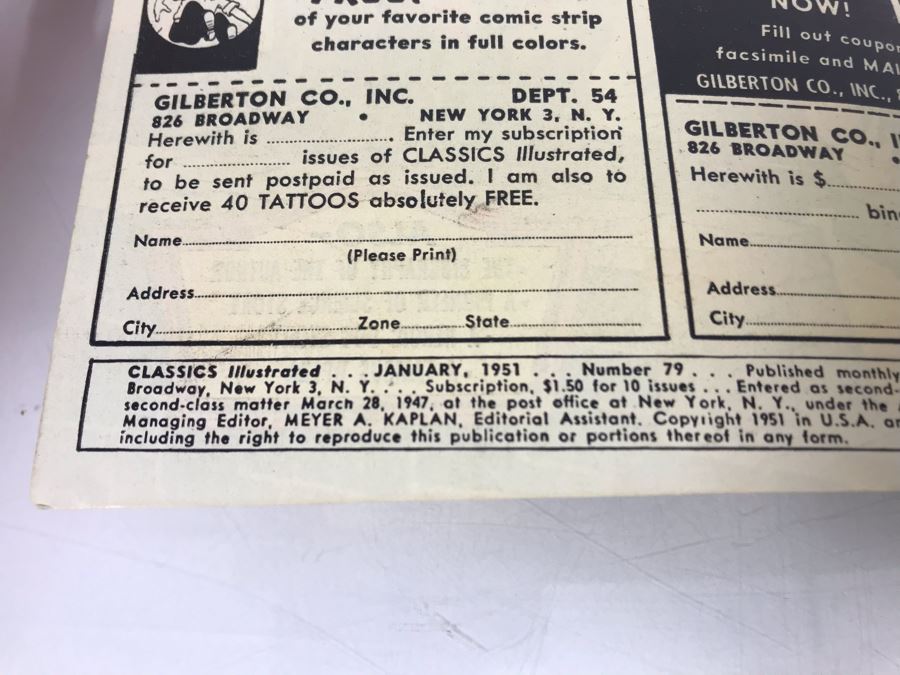 of your favorite comic strip
characters in full colors.
GILBERTON CO., INC. DEPT. 54
826 BROADWAY • NEW YORK 3, N. Y.
Herewith is .................... Enter my subscription
for .................... issues of CLASSICS Illustrated,
to be sent postpaid as issued. I am also to
receive 40 TATTOOS absolutely FREE.
Name....................
(Please Print)
Address....................
City....................Zone..........State....................
NOW!
Fill out coupon
facsimile and MAI
GILBERTON CO., INC.,
GILBERTON CO., I
826 BROADWAY •
Herewith is $....................
.................... bin
Name....................
Address....................
City....................
CLASSICS Illustrated . . . JANUARY, 1951 . . . Number 79 . . . Published monthly
Broadway, New York 3, N. Y. . . . Subscription, $1.50 for 10 issues . . . Entered as second-
second-class matter March 28, 1947, at the post office at New York, N. Y., under the
Managing Editor, MEYER A. KAPLAN, Editorial Assistant. Copyright 1951 in U.S.A. an
including the right to reproduce this publication or portions thereof in any form.